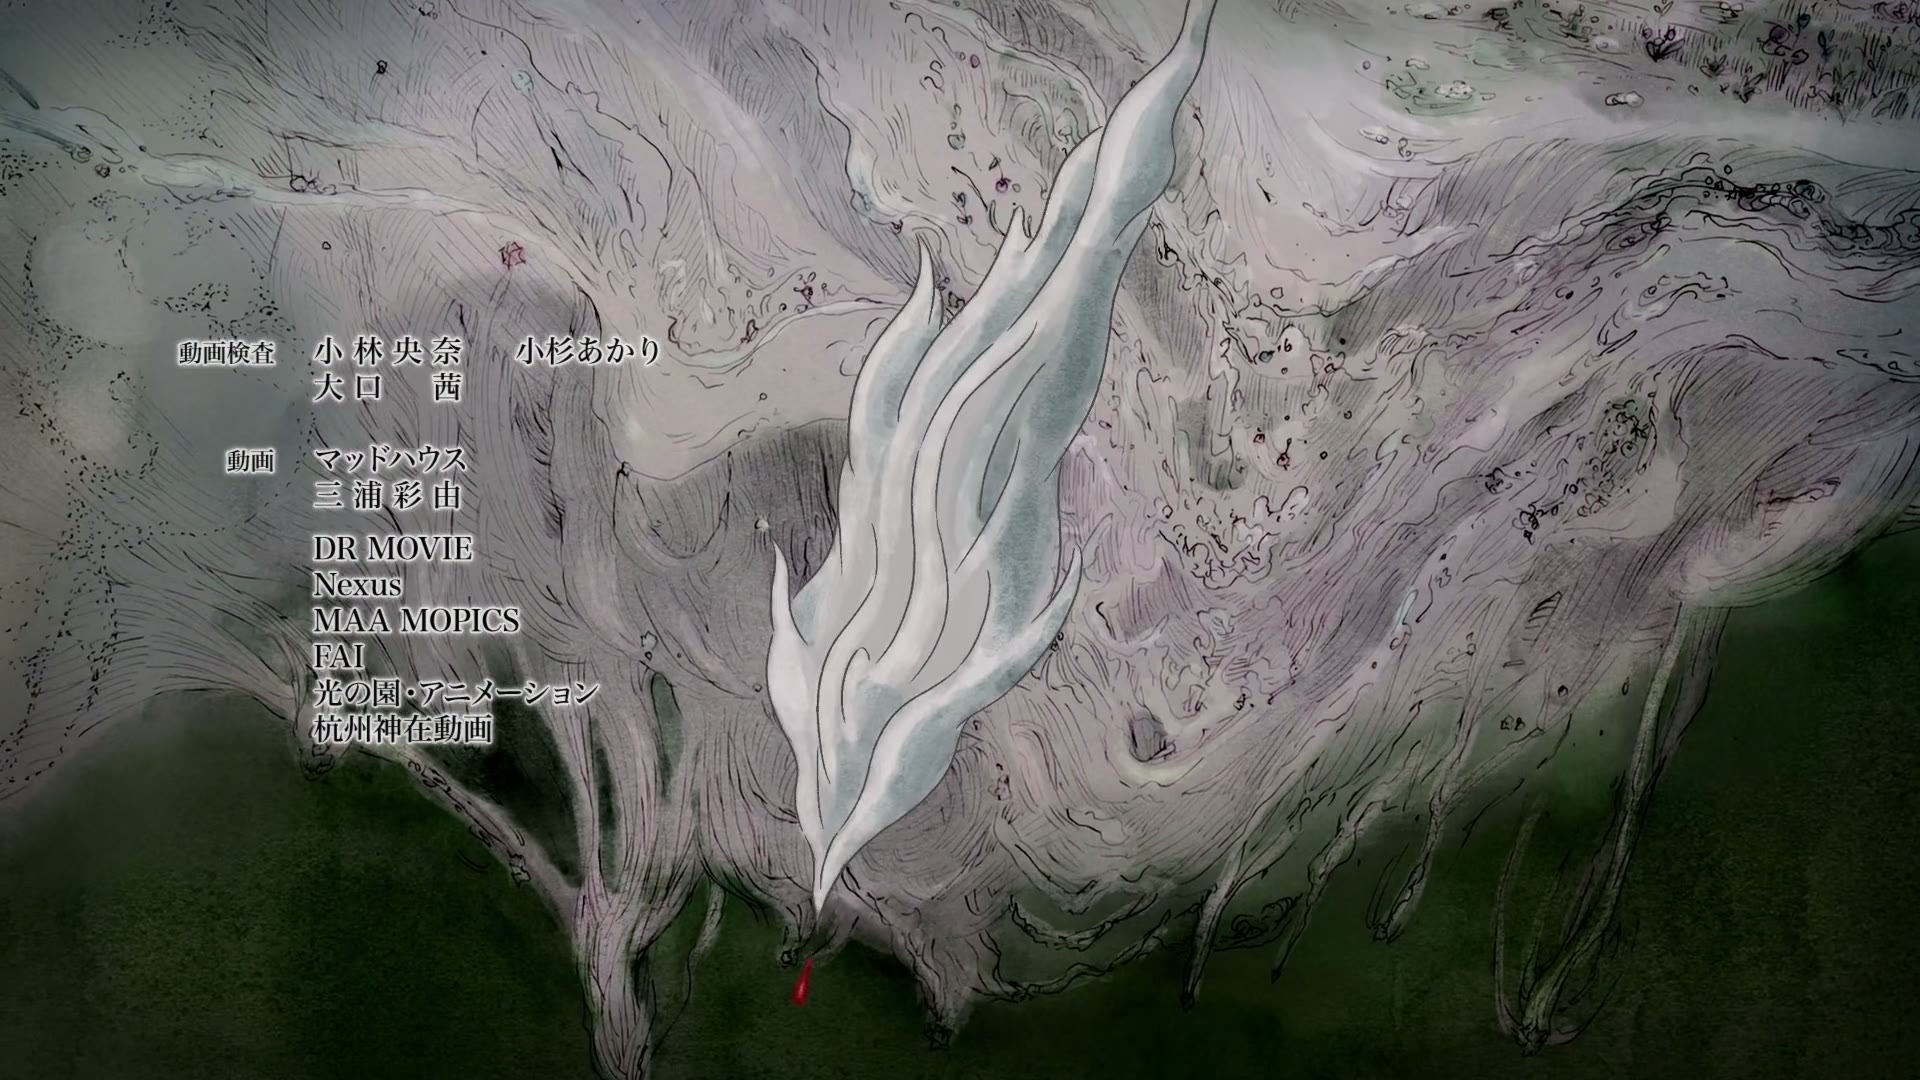 動画検査 小林央奈 小杉あかり
大口 茜
動画 マッドハウス
三浦彩由
DR MOVIE
Nexus
MAA MOPICS
FAI
光の園・アニメーション
杭州神在動画